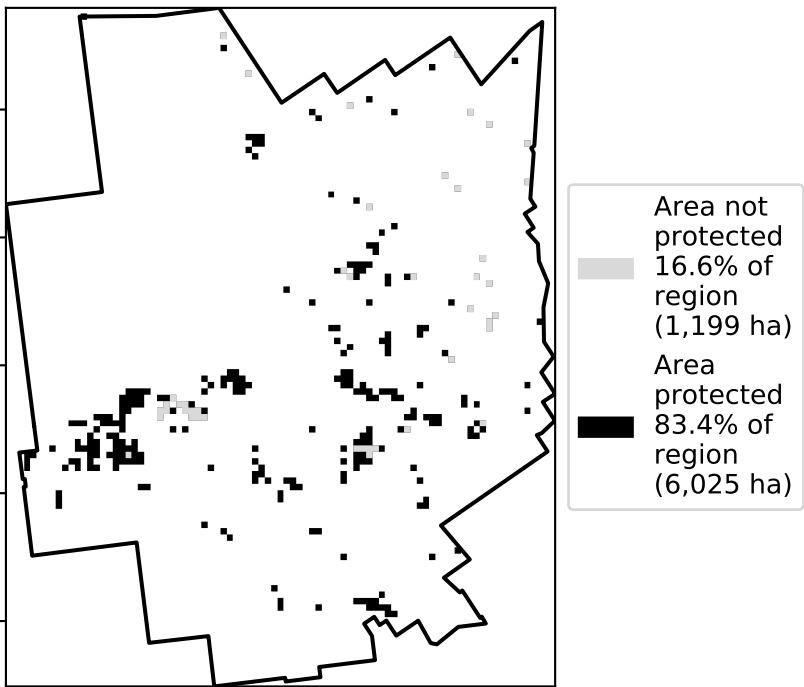 Area not
protected
16.6% of
region
(1,199 ha)
Area
protected
83.4% of
region
(6,025 ha)